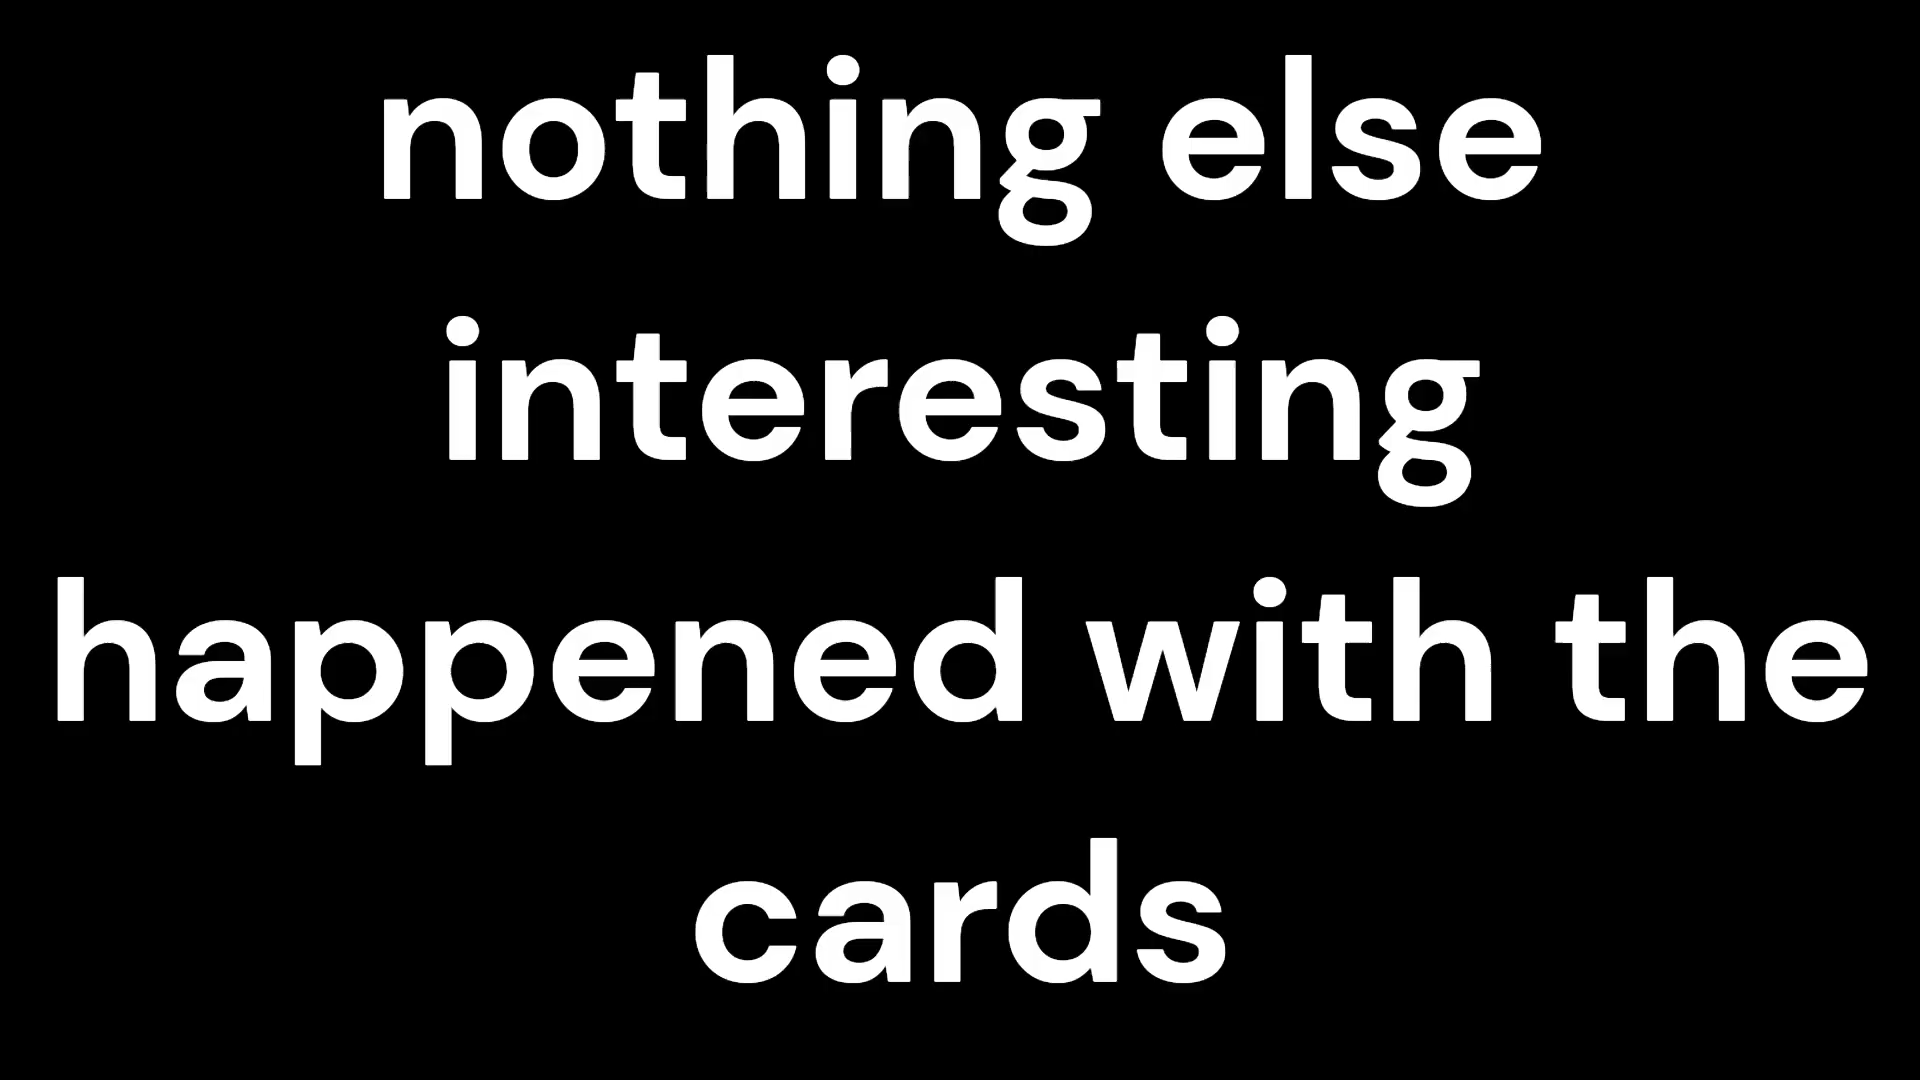 nothing else
interesting
happened with the
cards